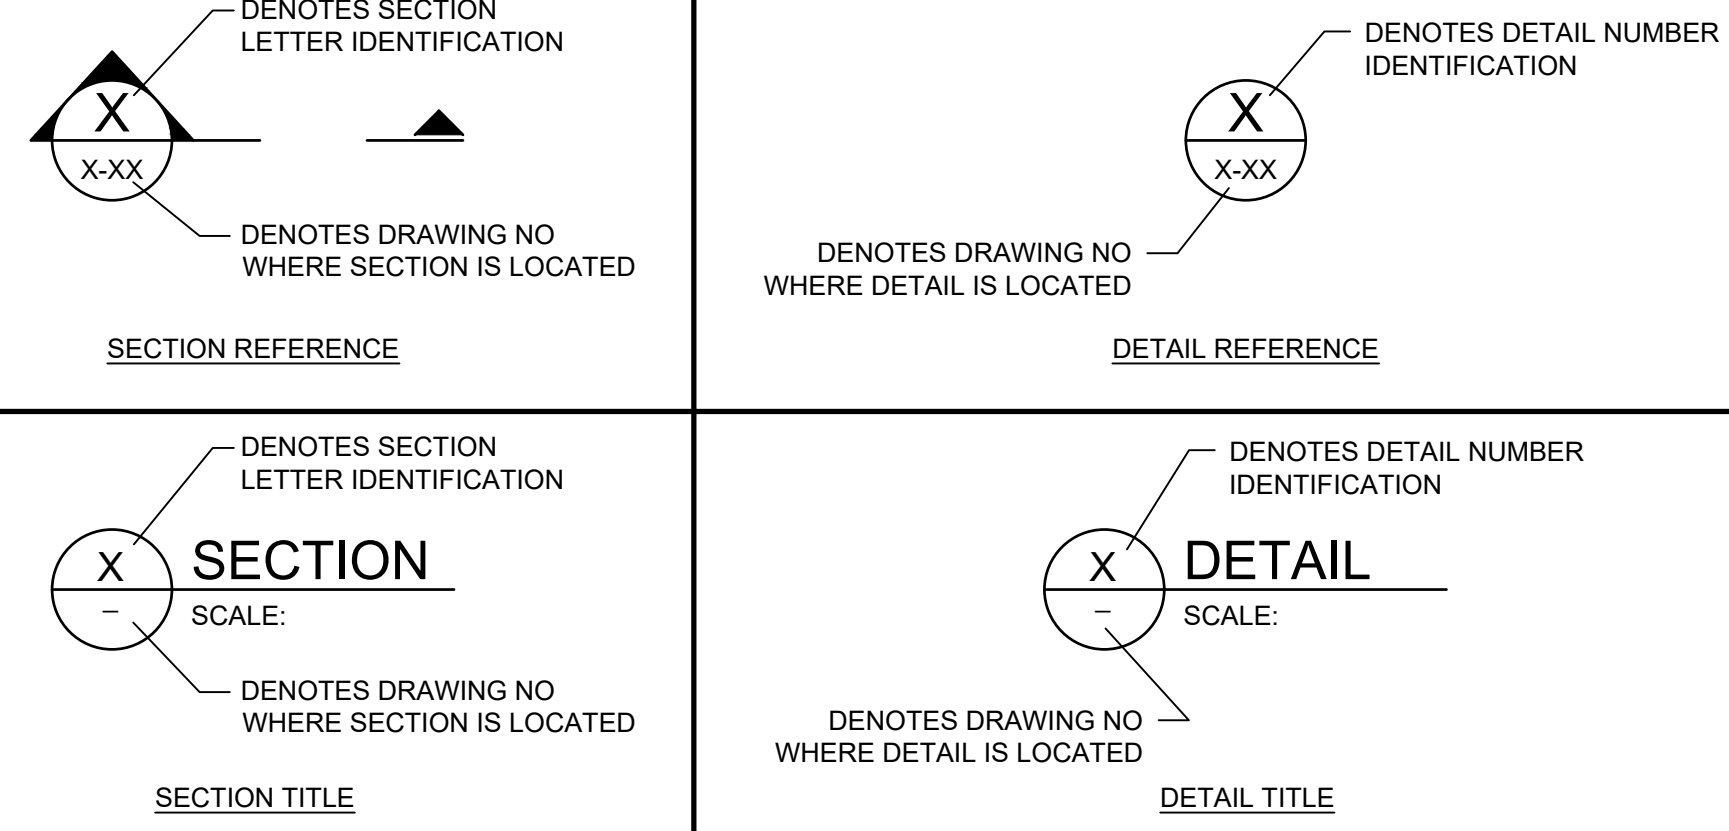 DENOTES SECTION
LETTER IDENTIFICATION
X
X-XX
DENOTES DRAWING NO
WHERE SECTION IS LOCATED
SECTION REFERENCE
DENOTES DETAIL NUMBER
IDENTIFICATION
X
X-XX
DENOTES DRAWING NO
WHERE DETAIL IS LOCATED
DETAIL REFERENCE
DENOTES SECTION
LETTER IDENTIFICATION
X
SECTION
–
SCALE:
DENOTES DRAWING NO
WHERE SECTION IS LOCATED
SECTION TITLE
DENOTES DETAIL NUMBER
IDENTIFICATION
X
DETAIL
–
SCALE:
DENOTES DRAWING NO
WHERE DETAIL IS LOCATED
DETAIL TITLE